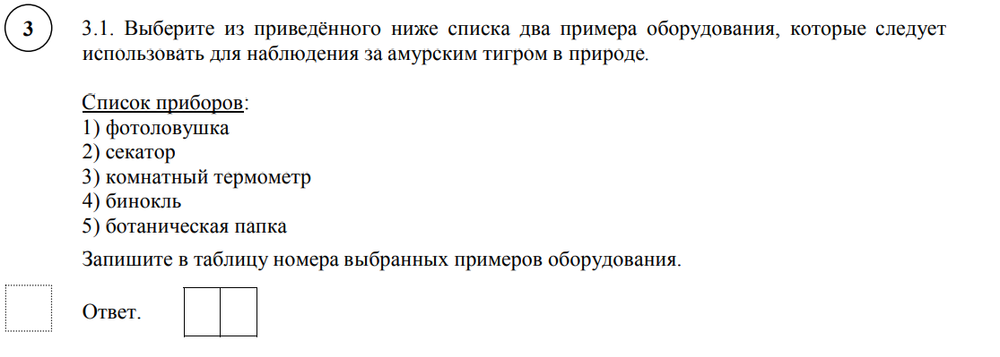 3
3.1. Выберите из приведённого ниже списка два примера оборудования, которые следует
использовать для наблюдения за амурским тигром в природе.
Список приборов:
1) фотоловушка
2) секатор
3) комнатный термометр
4) бинокль
5) ботаническая папка
Запишите в таблицу номера выбранных примеров оборудования.
Ответ.